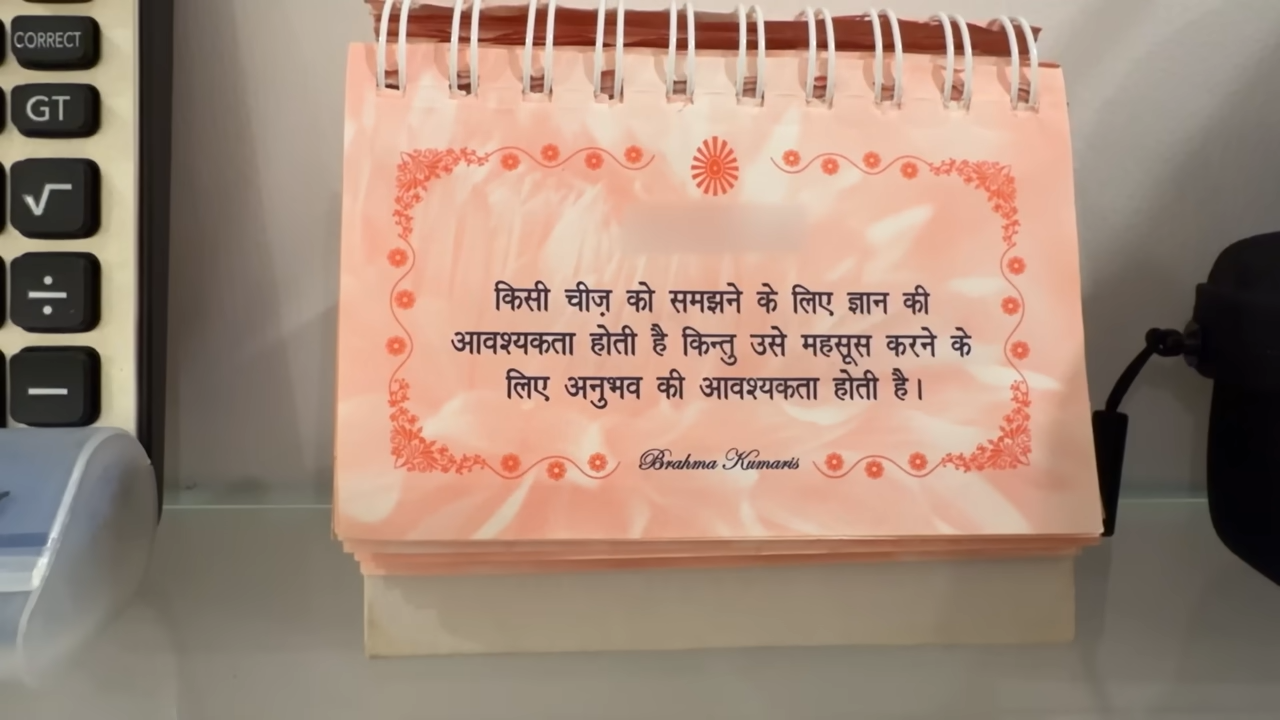 CORRECT
GT
√
÷
−
किसी चीज़ को समझने के लिए ज्ञान की
आवश्यकता होती है किन्तु उसे महसूस करने के
लिए अनुभव की आवश्यकता होती है।
Brahma Kumaris